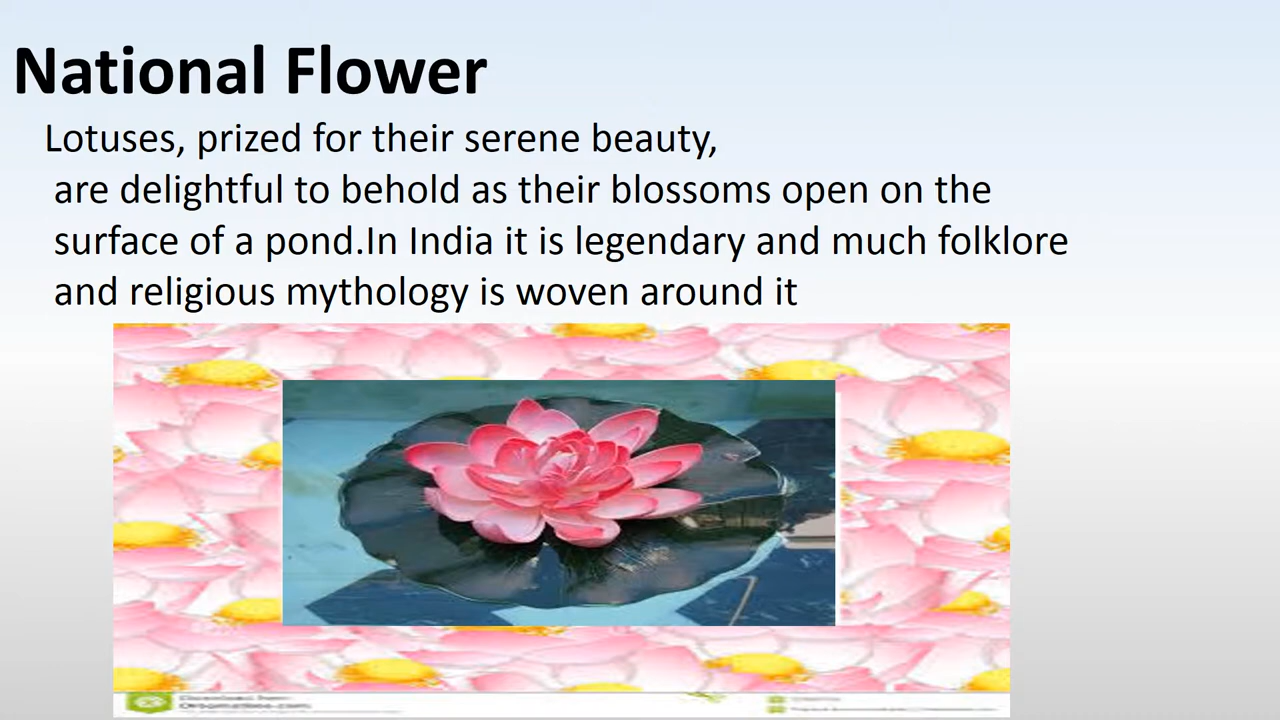 National Flower
Lotuses, prized for their serene beauty,
are delightful to behold as their blossoms open on the
surface of a pond.In India it is legendary and much folklore
and religious mythology is woven around it